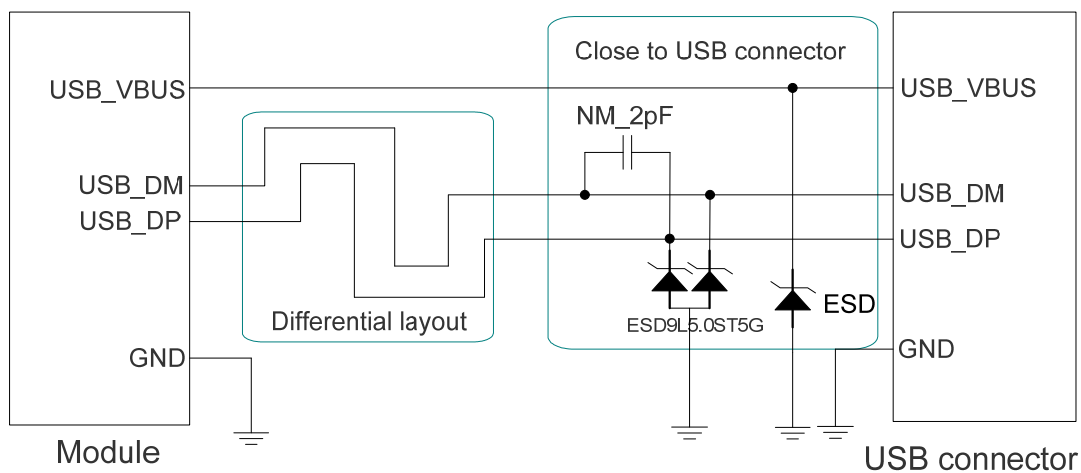 Close to USB connector
USB_VBUS
USB_VBUS
NM_2pF
USB_DM
USB_DM
USB_DP
USB_DP
ESD
Differential layout
ESD9L5.0ST5G
GND
GND
Module
USB connector